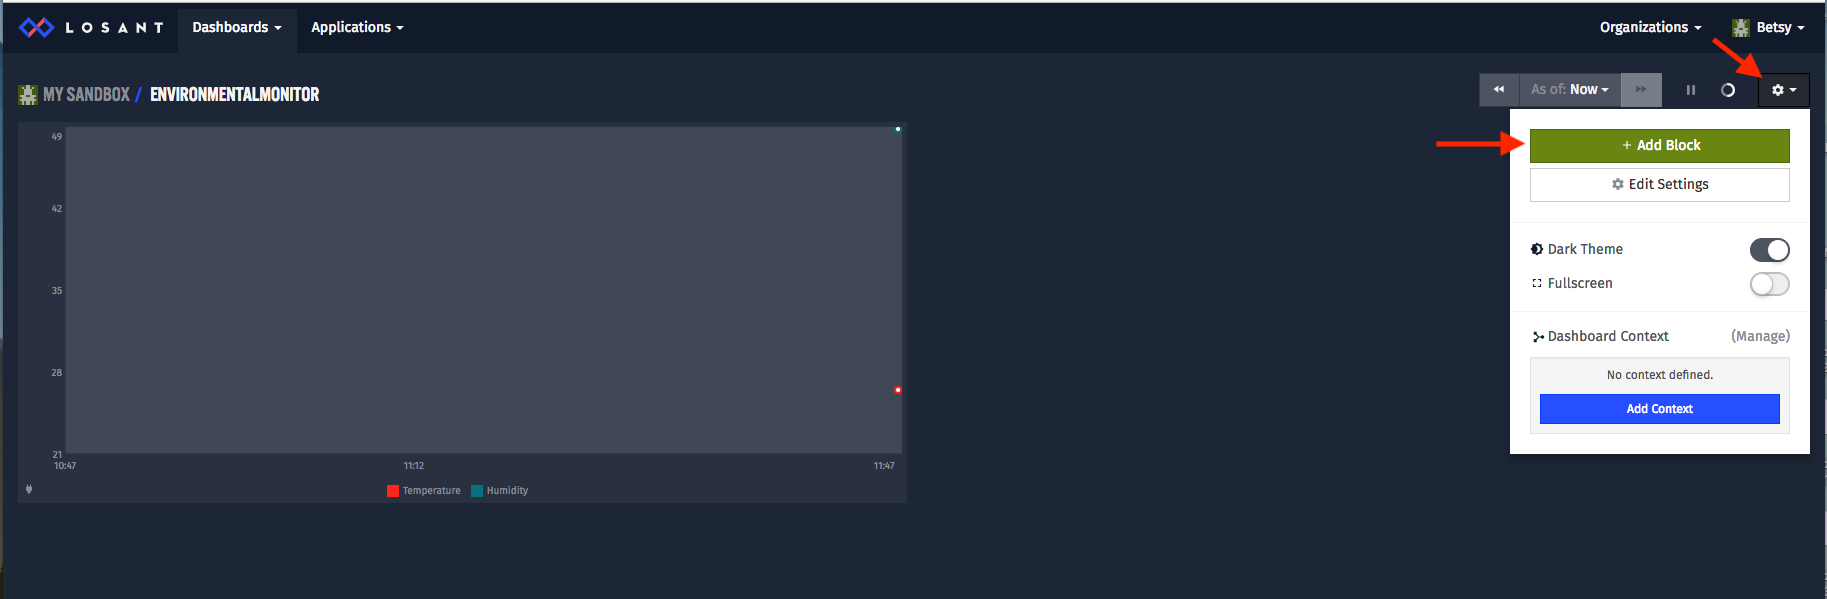 LOSANT Dashboards Applications Organizations Betsy
MY SANDBOX / ENVIRONMENTALMONITOR
As of: Now
+ Add Block
Edit Settings
Dark Theme
Fullscreen
Dashboard Context (Manage)
No context defined.
Add Context
49
42
35
28
21
10:47 11:12 11:47
Temperature Humidity